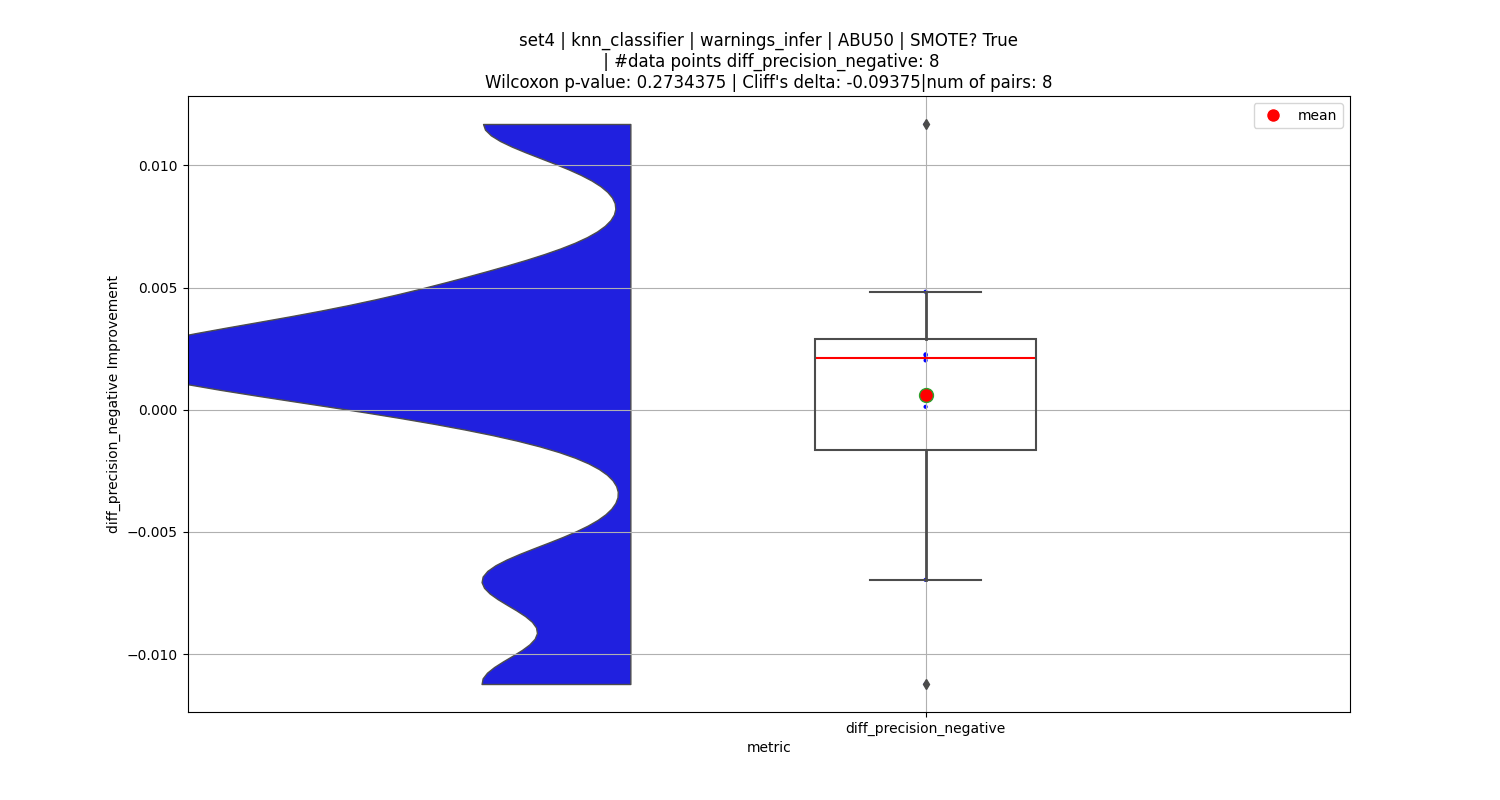 set4 | knn_classifier | warnings_infer | ABU50 | SMOTE? True
| #data points diff_precision_negative: 8
Wilcoxon p-value: 0.2734375 | Cliff's delta: -0.09375|num of pairs: 8
mean
0.010
0.005
0.000
−0.005
−0.010
diff_precision_negative Improvement
diff_precision_negative
metric